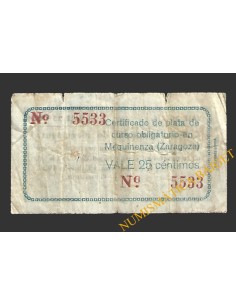 Nº 5533
Certificado de plata de
curso obligatorio en
Mequinenza (Zaragoza)
VALE 25 céntimos
Nº 5533